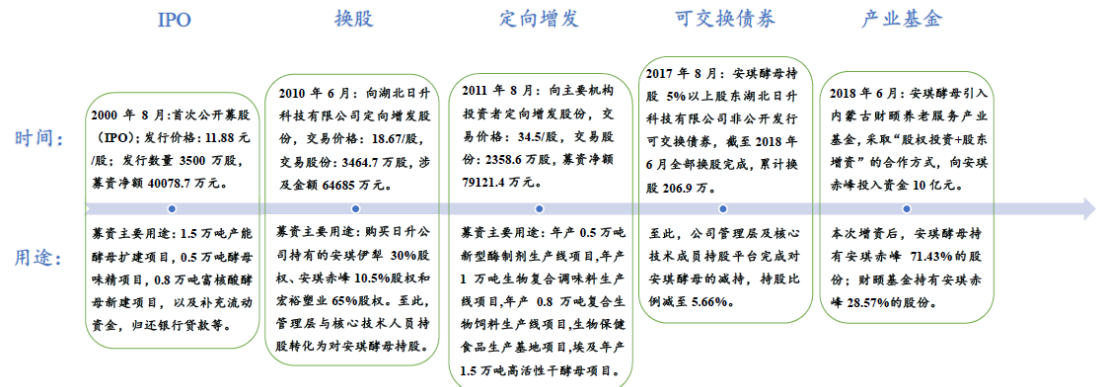 IPO
换股
定向增发
可交换债券
产业基金
时间：
2000 年 8 月:首次公开募股
（IPO）；发行价格：11.88 元
/股；发行数量 3500 万股，
募资净额 40078.7 万元。
2010 年 6 月：向湖北日升
科技有限公司定向增发股
份，交易价格：18.67/股，
交易股份：3464.7 万股，涉
及金额 64685 万元。
2011 年 8 月：向主要机构
投资者定向增发股份，交
易价格：34.5/股，交易股
份：2358.6 万股，募资净额
79121.4 万元。
2017 年 8 月：安琪酵母持
股 5%以上股东湖北日升
科技有限公司非公开发行
可交换债券，截至 2018 年
6 月全部换股完成，累计换
股 206.9 万。
2018 年 6 月：安琪酵母引入
内蒙古财颐养老服务产业
基金，采取“股权投资+股东
增资”的合作方式，向安琪
赤峰投入资金 10 亿元。
用途：
募资主要用途：1.5 万吨产能
酵母扩建项目，0.5 万吨酵母
味精项目，0.8 万吨富核酸酵
母新建项目，以及补充流动
资金，归还银行贷款等。
募资主要用途：购买日升公
司持有的安琪伊犁 30%股
权、安琪赤峰 10.5%股权和
宏裕塑业 65%股权。至此，
管理层与核心技术人员持
股转化为对安琪酵母持股。
募资主要用途：年产 0.5 万吨
新型酶制剂生产线项目,年产
1 万吨生物复合调味料生产
线项目,年产 0.8 万吨复合生
物饲料生产线项目,生物保健
食品生产基地项目,埃及年产
1.5 万吨高活性干酵母项目。
至此，公司管理层及核心
技术成员持股平台完成对
安琪酵母的减持，持股比
例减至 5.66%。
本次增资后，安琪酵母持
有安琪赤峰 71.43%的股
份；财颐基金持有安琪赤
峰 28.57%的股份。